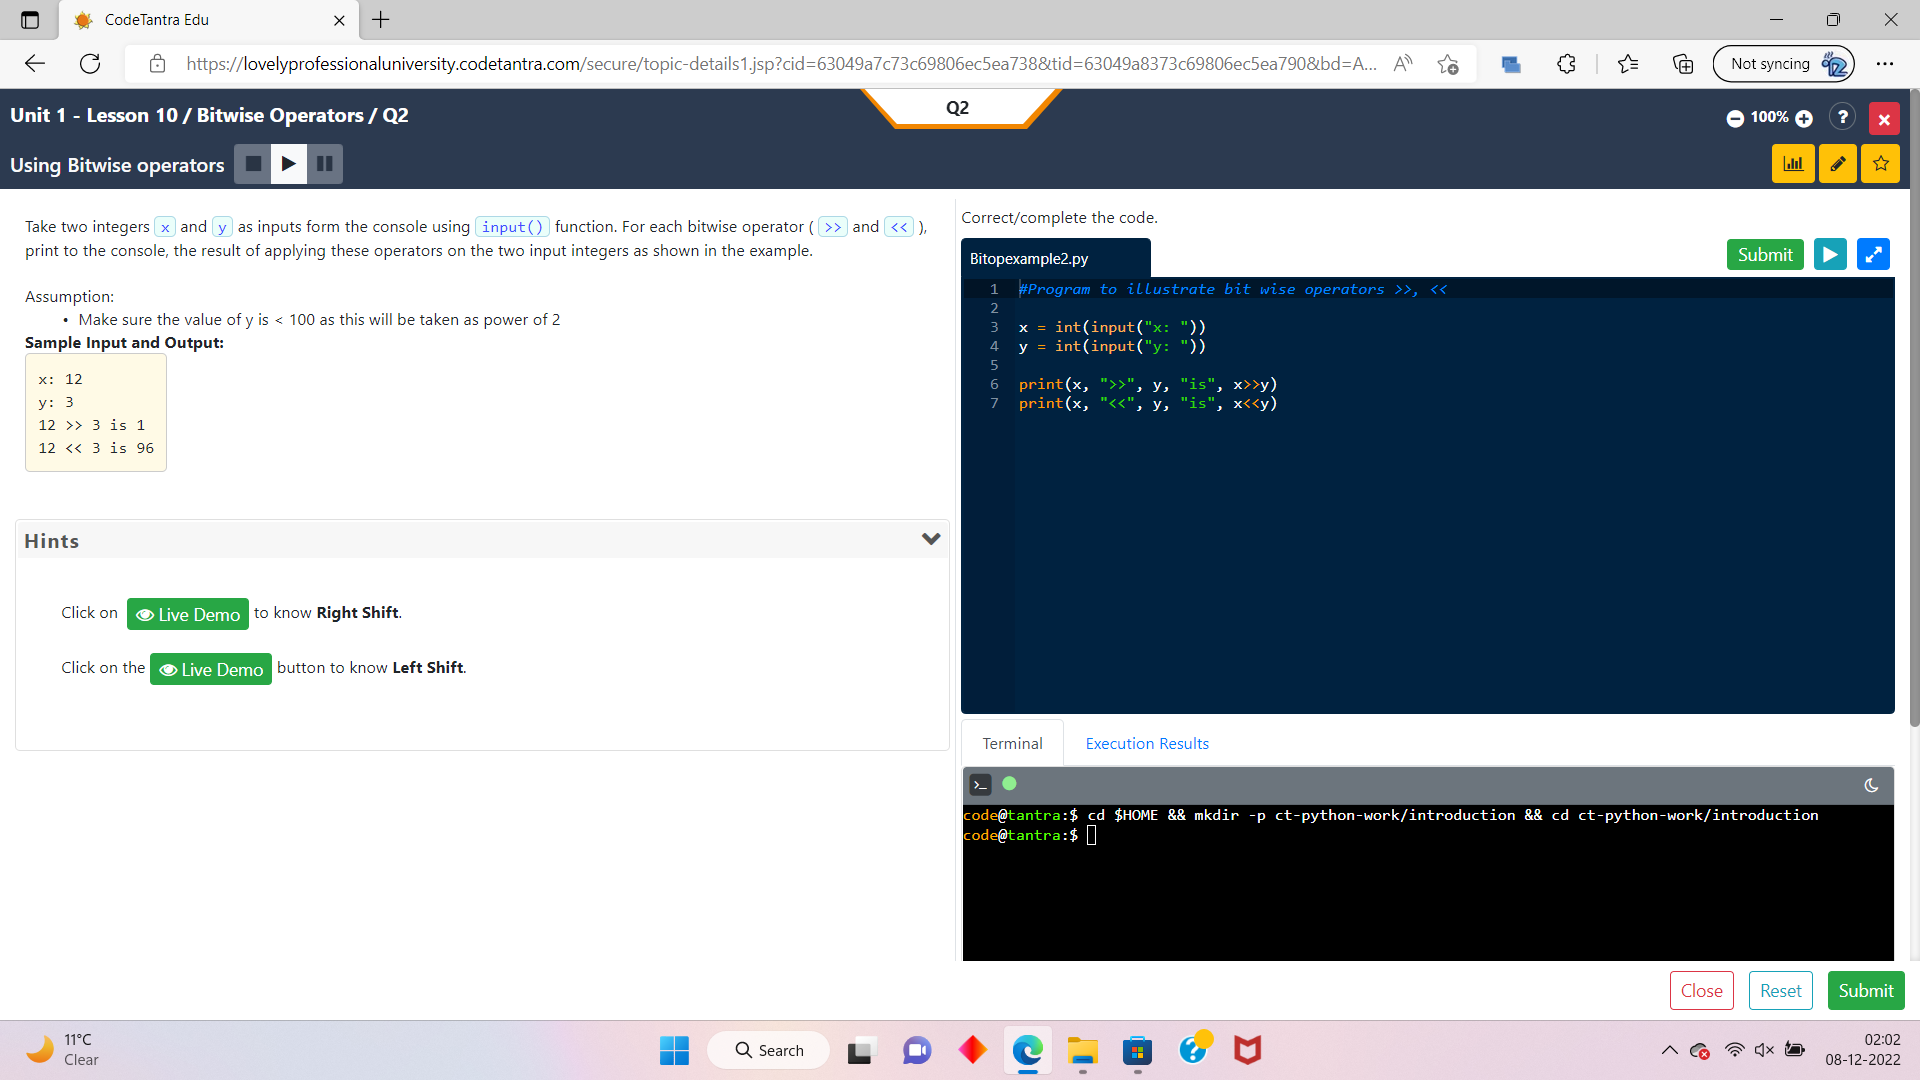 CodeTantra Edu
https://lovelyprofessionaluniversity.codetantra.com/secure/topic-details1.jsp?cid=63049a7c73c69806ec5ea738&tid=63049a8373c69806ec5ea790&bd=A...
Not syncing
Unit 1 - Lesson 10 / Bitwise Operators / Q2
Q2
100%
?
Using Bitwise operators
Take two integers x and y as inputs form the console using input() function. For each bitwise operator ( >> and << ),
print to the console, the result of applying these operators on the two input integers as shown in the example.
Assumption:
• Make sure the value of y is < 100 as this will be taken as power of 2
Sample Input and Output:
x: 12
y: 3
12 >> 3 is 1
12 << 3 is 96
Hints
Click on Live Demo to know Right Shift.
Click on the Live Demo button to know Left Shift.
Correct/complete the code.
Bitopexample2.py
Submit
1 #Program to illustrate bit wise operators >>, <<
2
3 x = int(input("x: "))
4 y = int(input("y: "))
5
6 print(x, ">>", y, "is", x>>y)
7 print(x, "<<", y, "is", x<<y)
Terminal
Execution Results
code@tantra:$ cd $HOME && mkdir -p ct-python-work/introduction && cd ct-python-work/introduction
code@tantra:$
Close
Reset
Submit
11°C
Clear
Search
02:02
08-12-2022